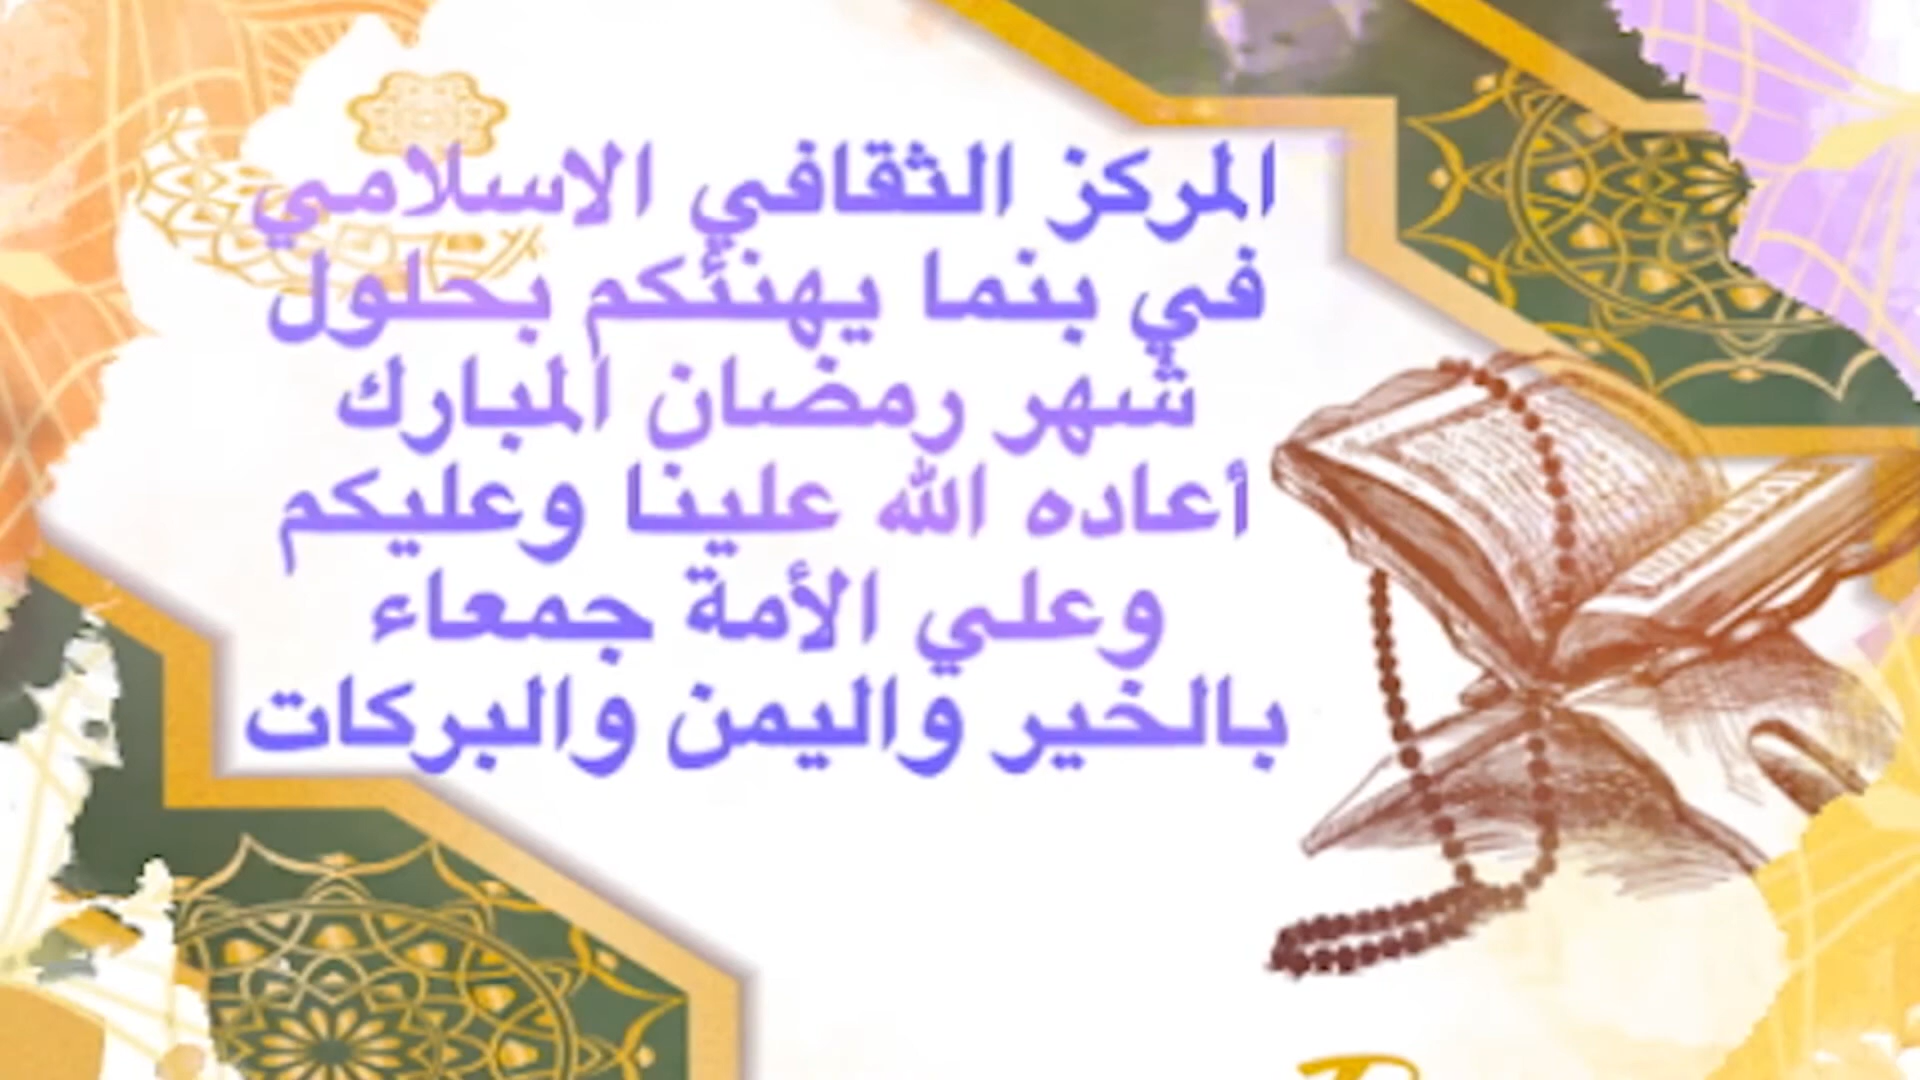 المركز الثقافي الاسلامي
في بنما يهنئكم بحلول
شهر رمضان المبارك
أعاده الله علينا وعليكم
وعلي الأمة جمعاء
بالخير واليمن والبركات